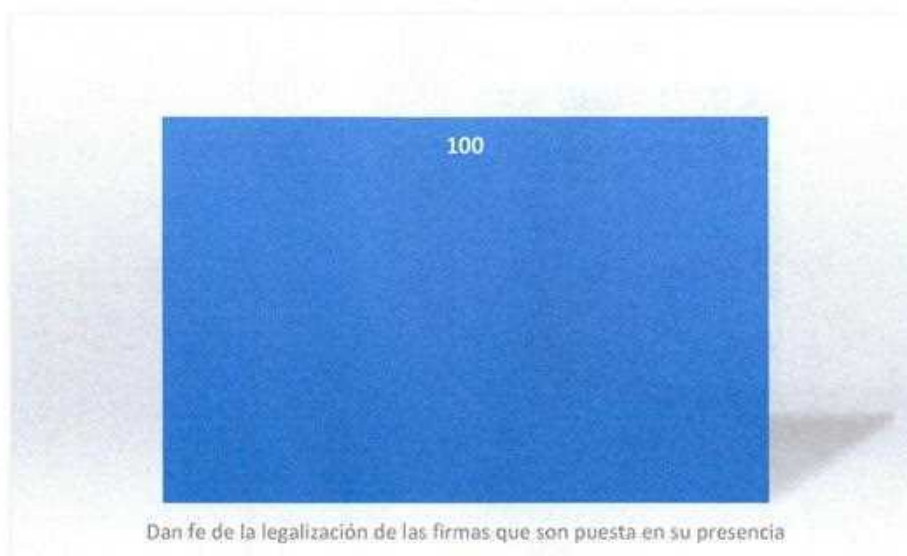 100
Dan fe de la legalización de las firmas que son puesta en su presencia